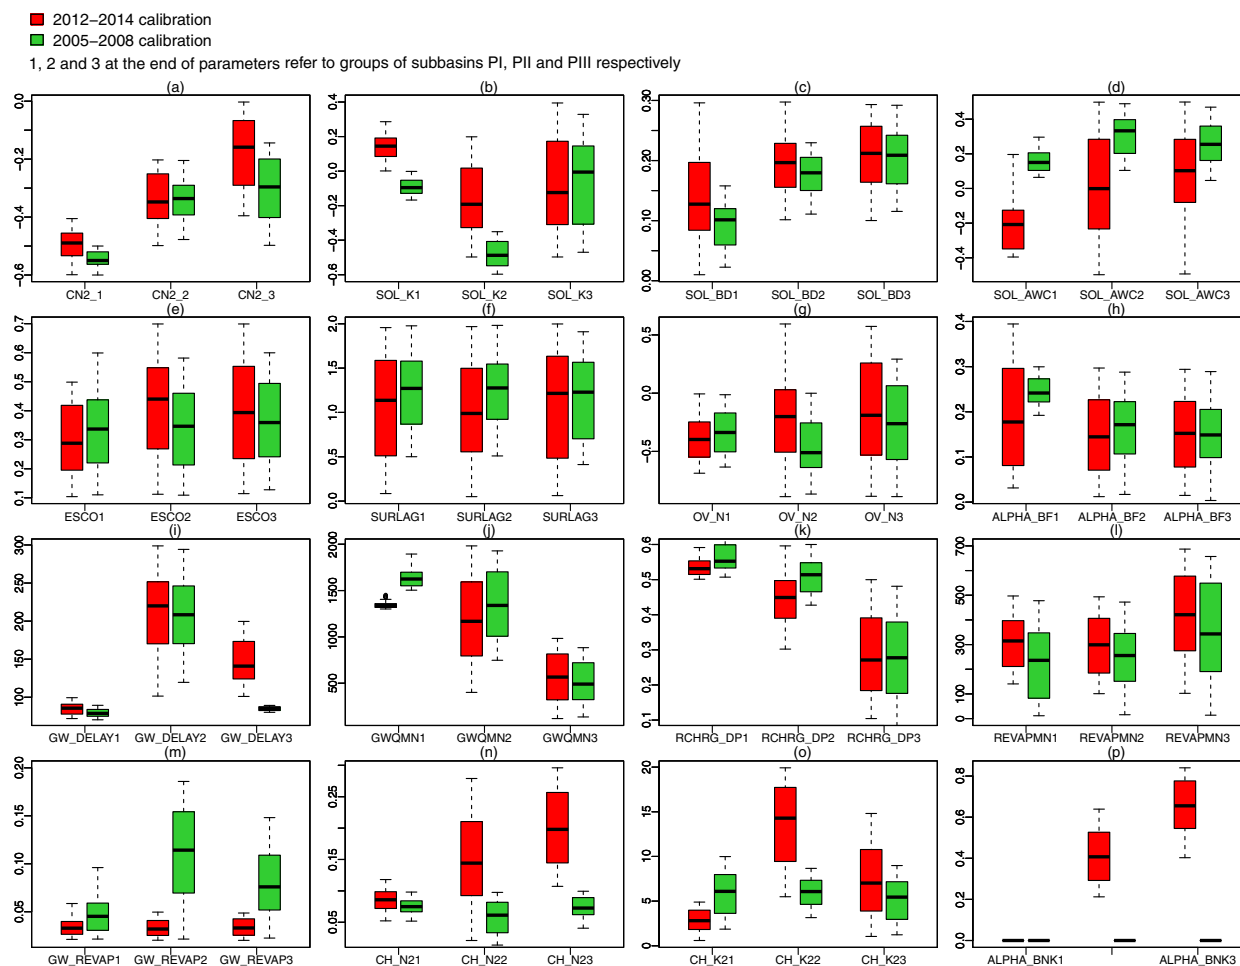 2012–2014 calibration
2005–2008 calibration
1, 2 and 3 at the end of parameters refer to groups of subbasins PI, PII and PIII respectively
(a) (b) (c) (d)
0.0 -0.2 -0.4 -0.6
CN2_1 CN2_2 CN2_3
0.4 0.2 0.0 -0.2 -0.4 -0.6
SOL_K1 SOL_K2 SOL_K3
0.30 0.20 0.10 0.00
SOL_BD1 SOL_BD2 SOL_BD3
0.4 0.2 0.0 -0.2 -0.4
SOL_AWC1 SOL_AWC2 SOL_AWC3
(e) (f) (g) (h)
0.7 0.6 0.5 0.4 0.3 0.2 0.1
ESCO1 ESCO2 ESCO3
2.0 1.5 1.0 0.5 0.0
SURLAG1 SURLAG2 SURLAG3
0.5 0.0 -0.5
OV_N1 OV_N2 OV_N3
0.4 0.3 0.2 0.1 0.0
ALPHA_BF1 ALPHA_BF2 ALPHA_BF3
(i) (j) (k) (l)
300 250 200 150 100
GW_DELAY1 GW_DELAY2 GW_DELAY3
2000 1500 1000 500
GWQMN1 GWQMN2 GWQMN3
0.6 0.5 0.4 0.3 0.2 0.1
RCHRG_DP1 RCHRG_DP2 RCHRG_DP3
700 500 300 100 0
REVAPMN1 REVAPMN2 REVAPMN3
(m) (n) (o) (p)
0.20 0.15 0.10 0.05
GW_REVAP1 GW_REVAP2 GW_REVAP3
0.25 0.15 0.05
CH_N21 CH_N22 CH_N23
20 15 10 5 0
CH_K21 CH_K22 CH_K23
0.8 0.6 0.4 0.2 0.0
ALPHA_BNK1 ALPHA_BNK3